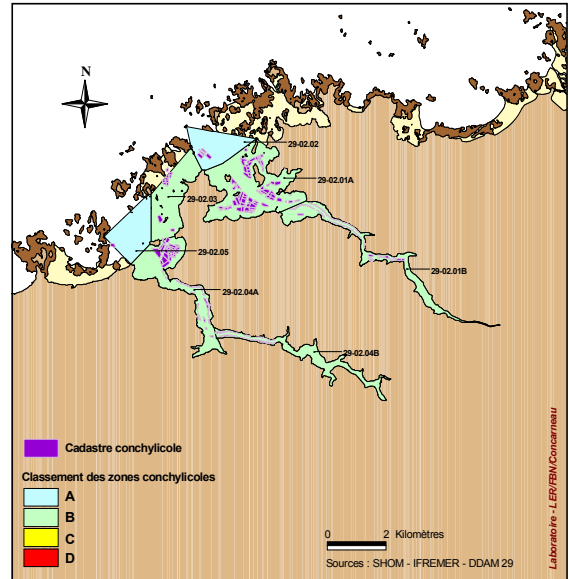 N
29-02.02
29-02.01A
29-02.03
29-02.05
29-02.01B
29-02.04A
29-02.04B
Cadastre conchylicole
Classement des zones conchylicoles
A
B
C
D
0 2 Kilomètres
Sources : SHOM - IFREMER - DDAM 29
Laboratoire - LER/FBN/Concarneau